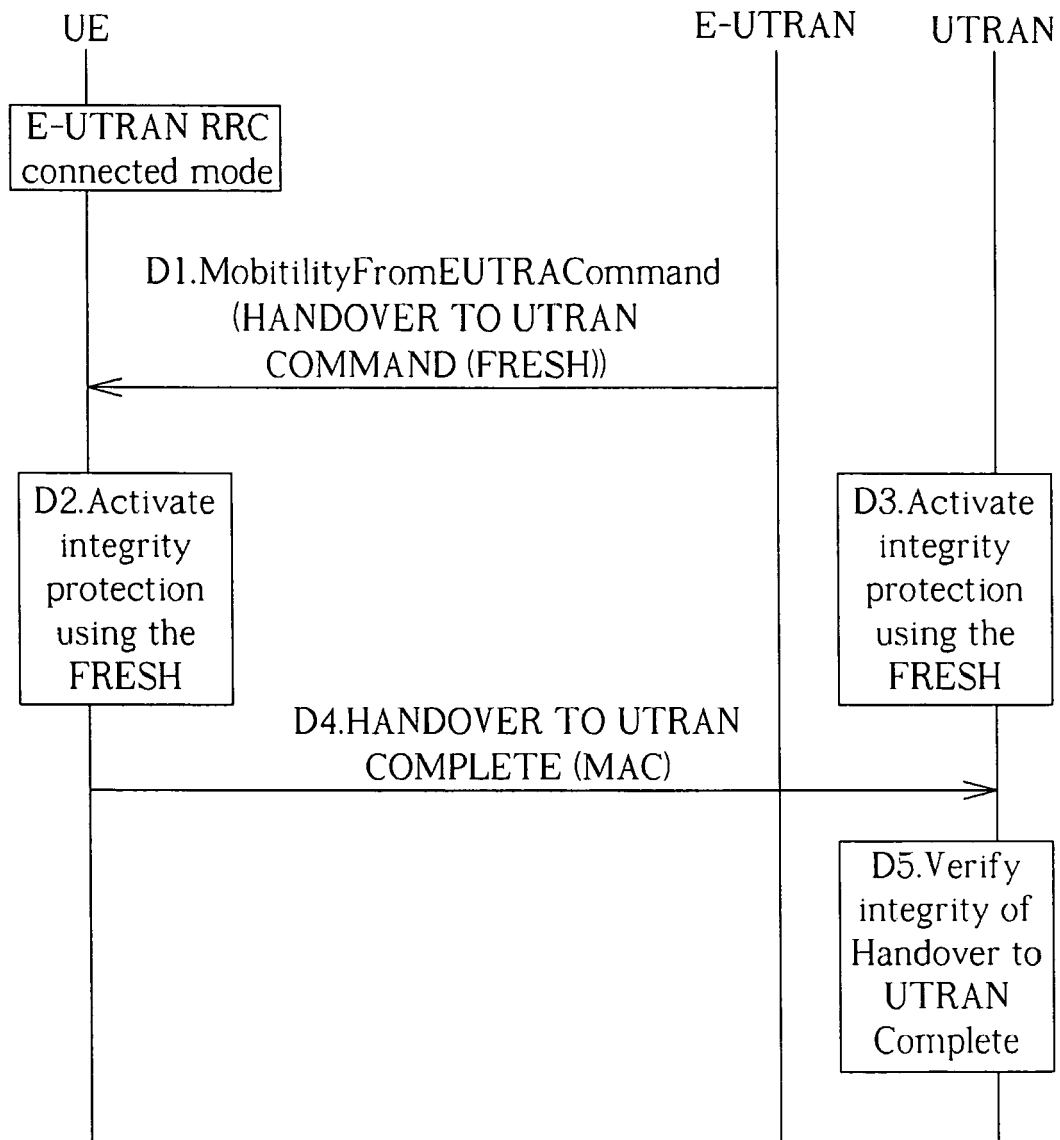 UE
E-UTRAN
UTRAN
E-UTRAN RRC
connected mode
D1.MobitilityFromEUTRACommand
(HANDOVER TO UTRAN
COMMAND (FRESH))
D2.Activate
integrity
protection
using the
FRESH
D3.Activate
integrity
protection
using the
FRESH
D4.HANDOVER TO UTRAN
COMPLETE (MAC)
D5.Verify
integrity of
Handover to
UTRAN
Complete